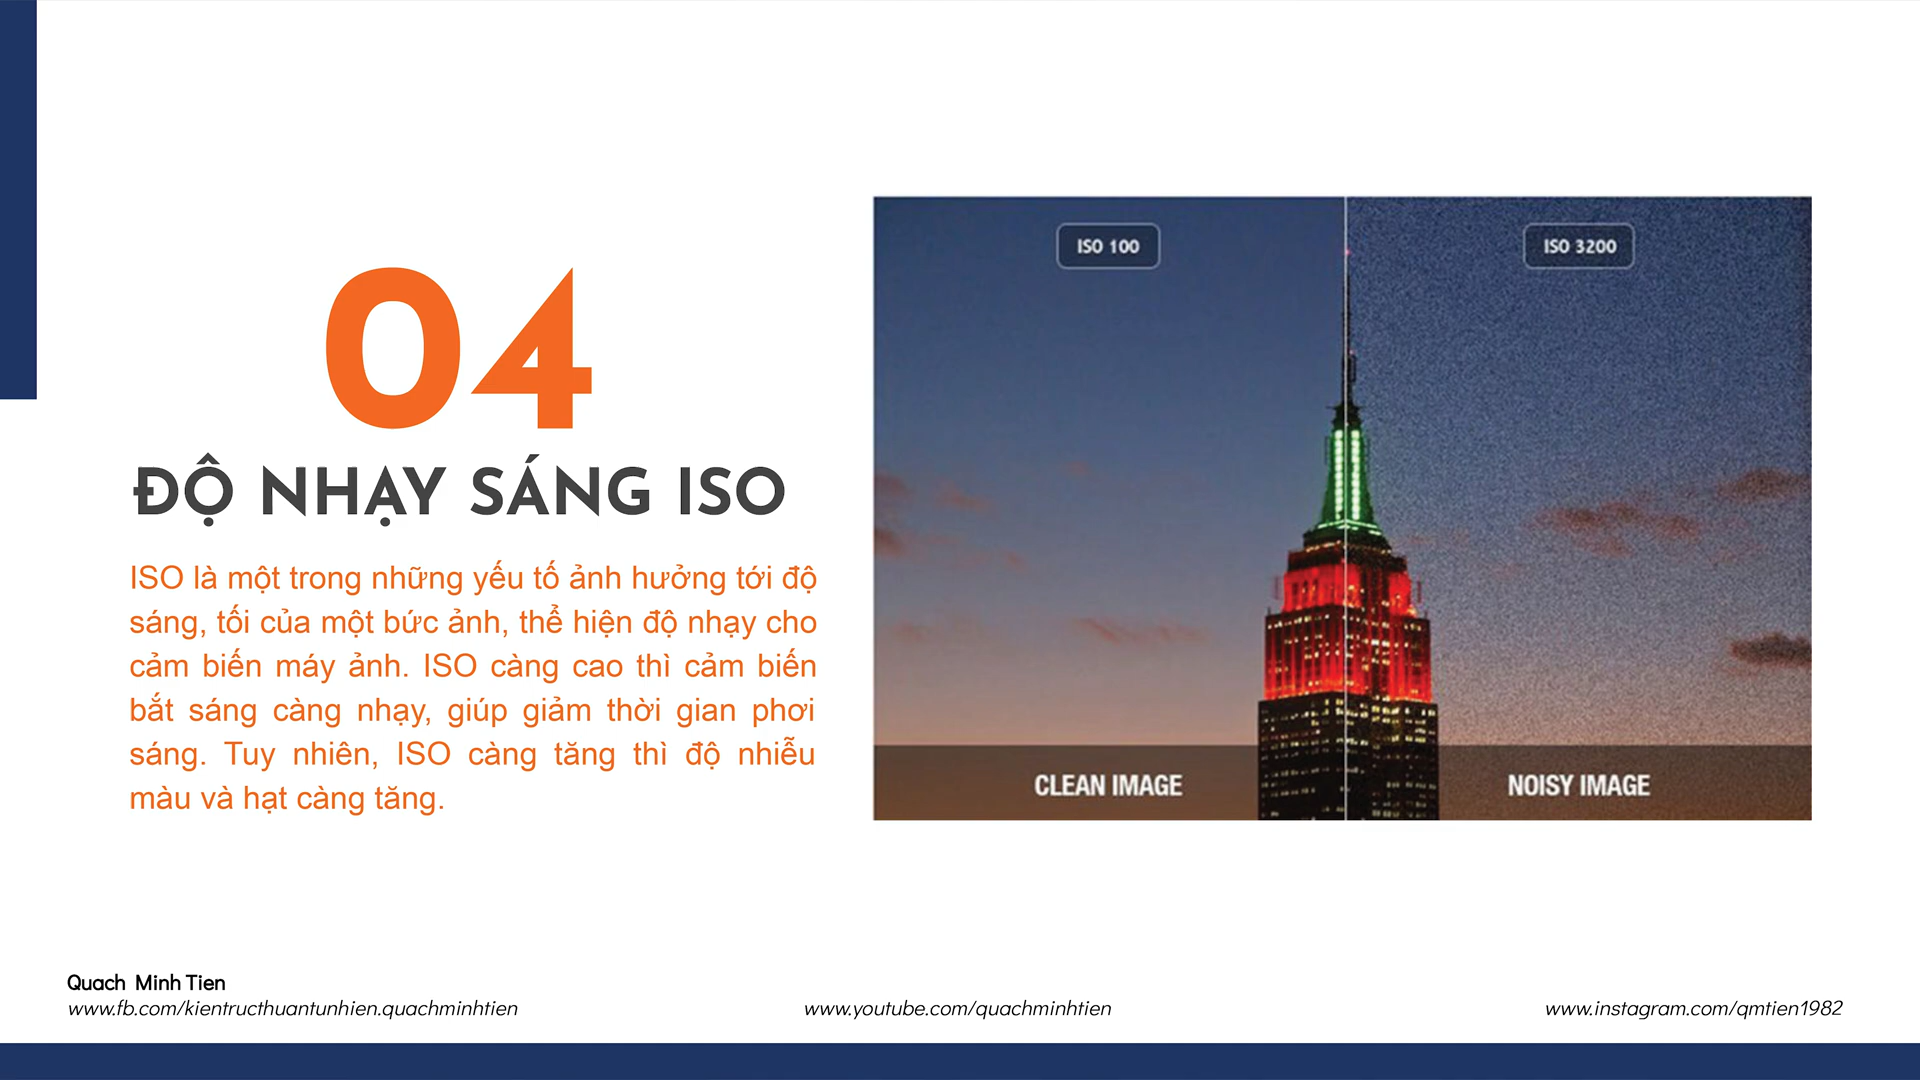 04
ĐỘ NHẠY SÁNG ISO
ISO là một trong những yếu tố ảnh hưởng tới độ
sáng, tối của một bức ảnh, thể hiện độ nhạy cho
cảm biến máy ảnh. ISO càng cao thì cảm biến
bắt sáng càng nhạy, giúp giảm thời gian phơi
sáng. Tuy nhiên, ISO càng tăng thì độ nhiễu
màu và hạt càng tăng.
ISO 100
ISO 3200
CLEAN IMAGE
NOISY IMAGE
Quach Minh Tien
www.fb.com/kientructhuantunhien.quachminhtien
www.youtube.com/quachminhtien
www.instagram.com/qmtien1982